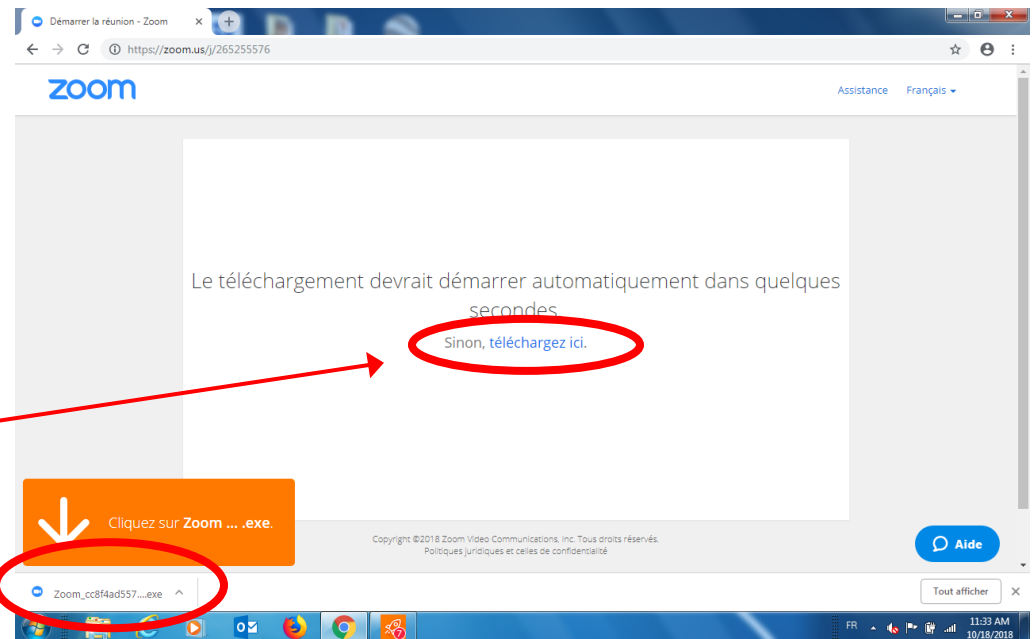 Démarrer la réunion - Zoom
https://zoom.us/j/265255576
zoom
Assistance Français
Le téléchargement devrait démarrer automatiquement dans quelques
secondes.
Sinon, téléchargez ici.
Cliquez sur Zoom ... .exe.
Copyright ©2018 Zoom Video Communications, Inc. Tous droits réservés.
Politiques juridiques et celles de confidentialité
Aide
Zoom_cc8f4ad557....exe
Tout afficher
FR
11:33 AM
10/18/2018